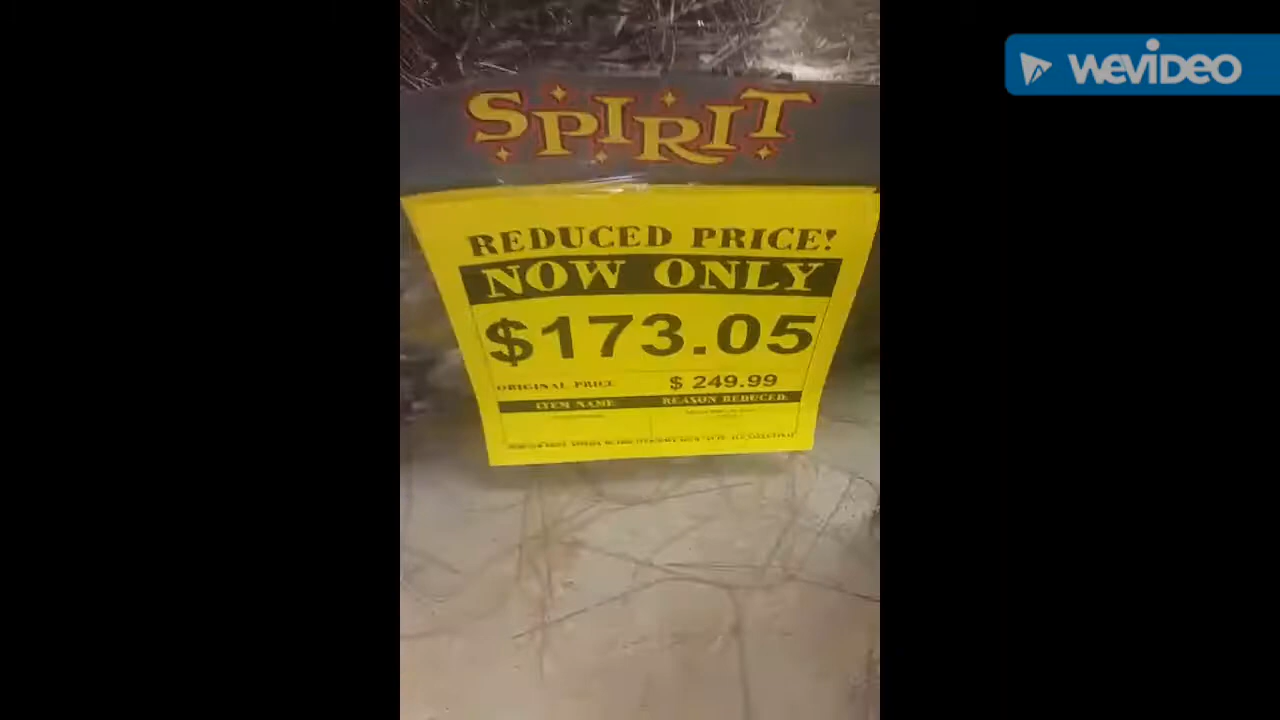 WEVIDEO
SPIRIT
REDUCED PRICE!
NOW ONLY
$173.05
ORIGINAL PRICE $ 249.99
ITEM NAME REASON REDUCED: